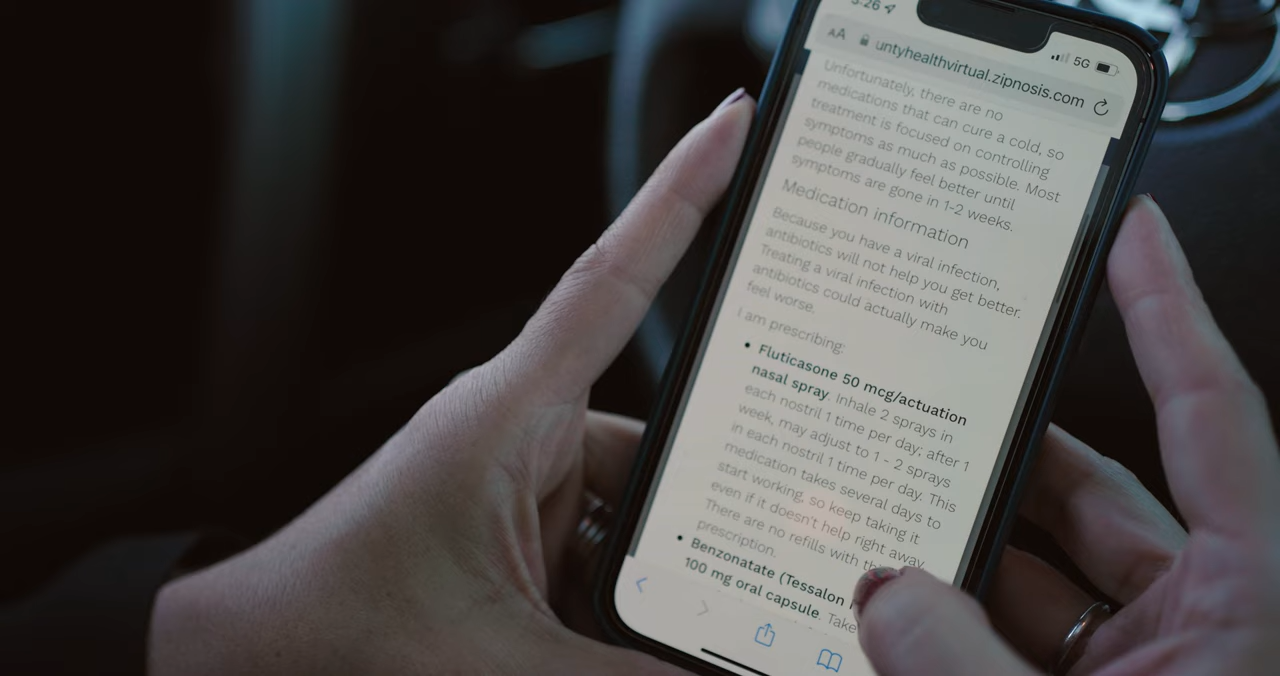 5:26
5G
AA untyhealthvirtual.zipnosis.com
Unfortunately, there are no
medications that can cure a cold, so
treatment is focused on controlling
symptoms as much as possible. Most
people gradually feel better until
symptoms are gone in 1-2 weeks.
Medication information
Because you have a viral infection,
antibiotics will not help you get better.
Treating a viral infection with
antibiotics could actually make you
feel worse.
I am prescribing:
• Fluticasone 50 mcg/actuation
nasal spray. Inhale 2 sprays in
each nostril 1 time per day; after 1
week, may adjust to 1 - 2 sprays
in each nostril 1 time per day. This
medication takes several days to
start working, so keep taking it
even if it doesn't help right away.
There are no refills with
prescription.
• Benzonatate (Tessalon
100 mg oral capsule. Take